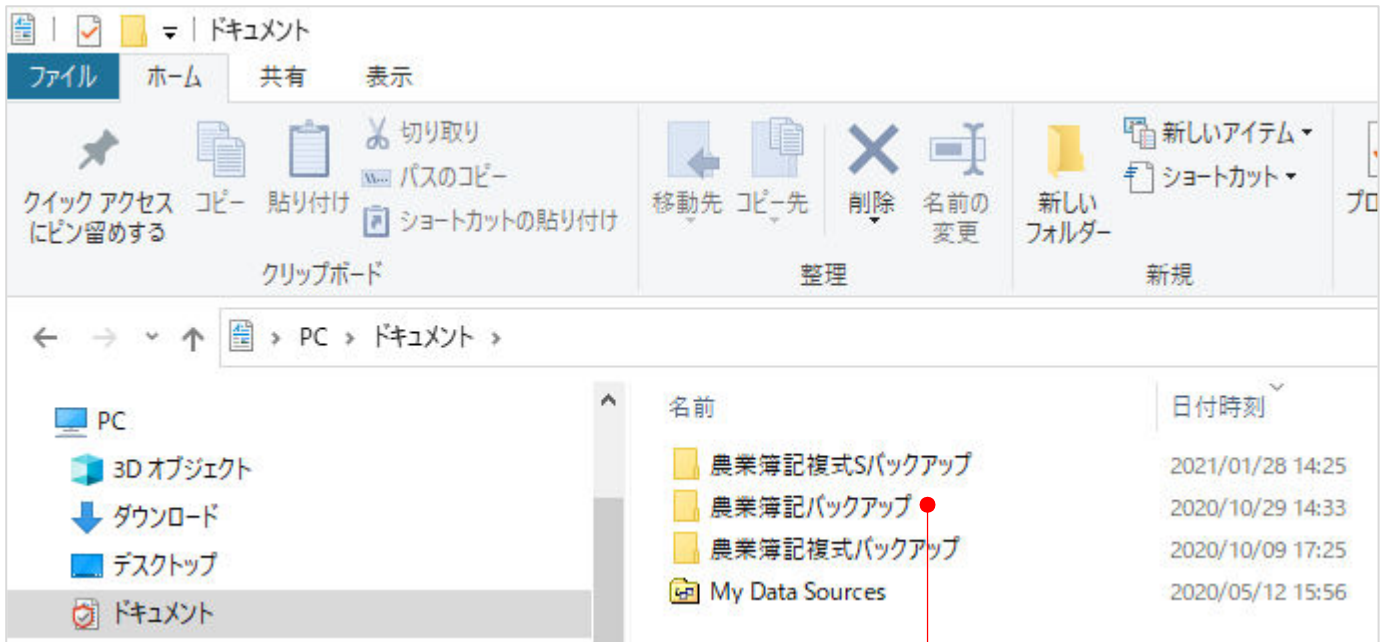 ドキュメント
ファイル ホーム 共有 表示
クイック アクセス
にピン留めする
コピー
貼り付け
切り取り
パスのコピー
ショートカットの貼り付け
クリップボード
移動先
コピー先
削除
名前の
変更
整理
新しい
フォルダー
新しいアイテム
ショートカット
新規
プロ
PC ドキュメント
PC
3D オブジェクト
ダウンロード
デスクトップ
ドキュメント
名前 日付時刻
農業簿記複式Sバックアップ 2021/01/28 14:25
農業簿記バックアップ 2020/10/29 14:33
農業簿記複式バックアップ 2020/10/09 17:25
My Data Sources 2020/05/12 15:56